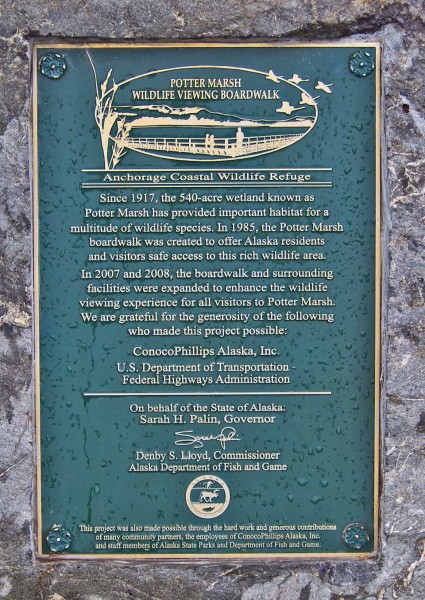 POTTER MARSH
WILDLIFE VIEWING BOARDWALK
Anchorage Coastal Wildlife Refuge
Since 1917, the 540-acre wetland known as
Potter Marsh has provided important habitat for a
multitude of wildlife species. In 1985, the Potter Marsh
boardwalk was created to offer Alaska residents
and visitors safe access to this rich wildlife area.
In 2007 and 2008, the boardwalk and surrounding
facilities were expanded to enhance the wildlife
viewing experience for all visitors to Potter Marsh.
We are grateful for the generosity of the following
who made this project possible:
ConocoPhillips Alaska, Inc.
U.S. Department of Transportation -
Federal Highways Administration
On behalf of the State of Alaska:
Sarah H. Palin, Governor
Denby S. Lloyd, Commissioner
Alaska Department of Fish and Game
This project was also made possible through the hard work and generous contributions
of many community partners, the employees of ConocoPhillips Alaska, Inc.
and staff members of Alaska State Parks and Department of Fish and Game.